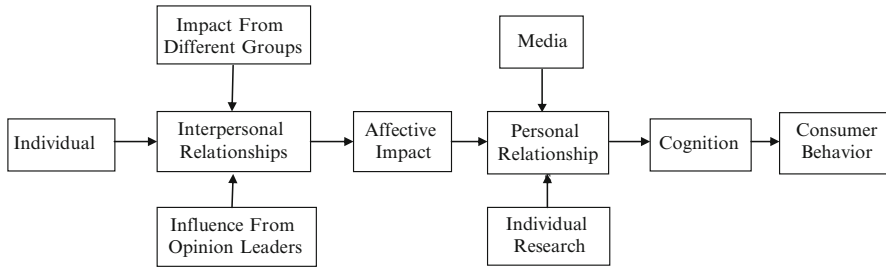 Impact From
Different Groups
Media
Individual
Interpersonal
Relationships
Affective
Impact
Personal
Relationship
Cognition
Consumer
Behavior
Influence From
Opinion Leaders
Individual
Research